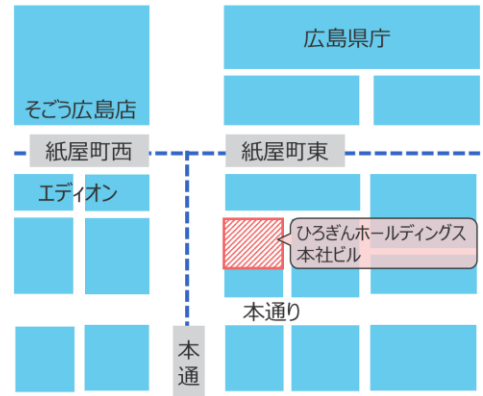 広島県庁
そごう広島店
紙屋町西
紙屋町東
エディオン
ひろぎんホールディングス
本社ビル
本通り
本通